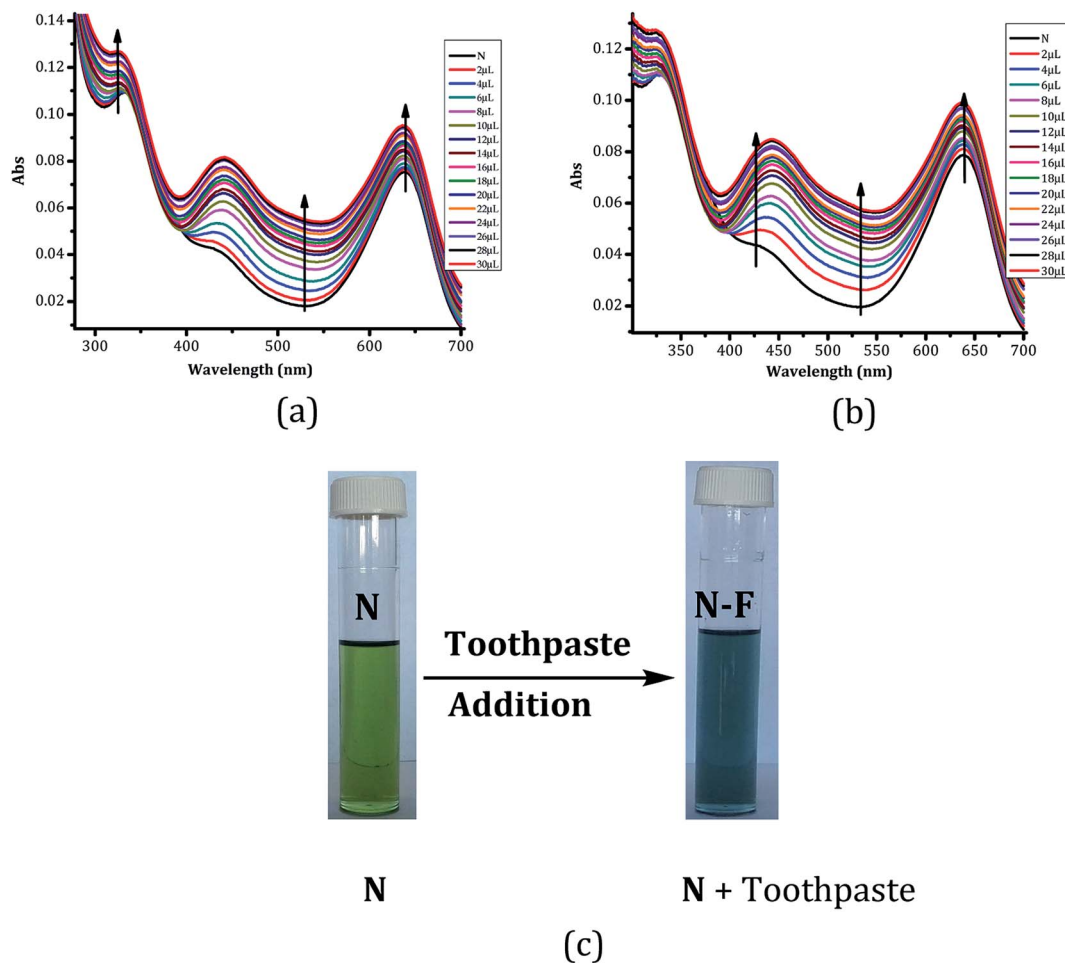 0.14
0.12
0.10
0.08
0.06
0.04
0.02
Abs
300
400
500
600
700
Wavelength (nm)
N
2µL
4µL
6µL
8µL
10µL
12µL
14µL
16µL
18µL
20µL
22µL
24µL
26µL
28µL
30µL
(a)
0.12
0.10
0.08
0.06
0.04
0.02
Abs
350
400
450
500
550
600
650
700
Wavelength (nm)
N
2µL
4µL
6µL
8µL
10µL
12µL
14µL
16µL
18µL
20µL
22µL
24µL
26µL
28µL
30µL
(b)
N
Toothpaste
Addition
N-F
N
N + Toothpaste
(c)